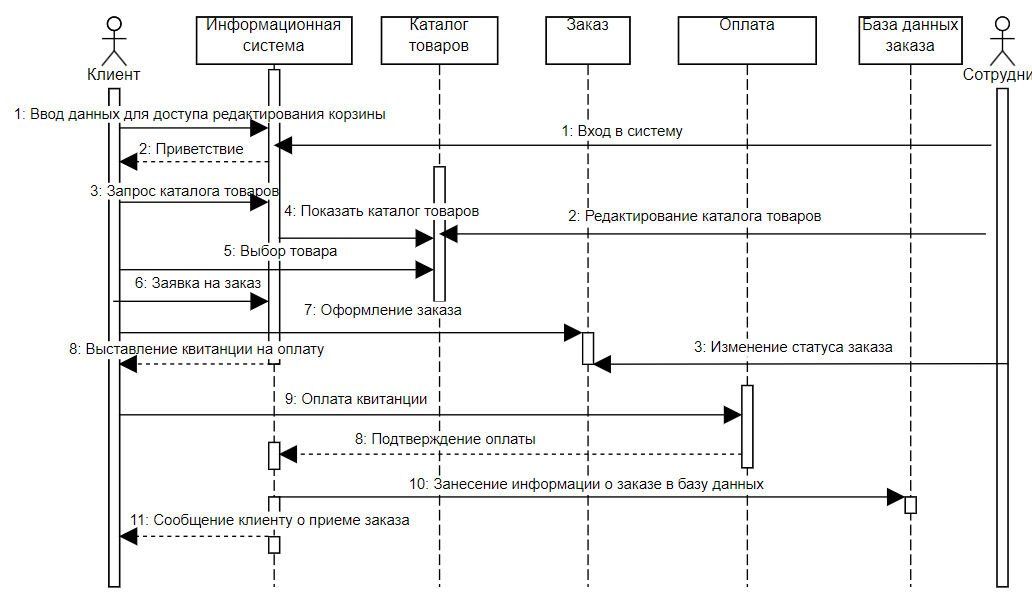 Информационная
система
Каталог
товаров
Заказ
Оплата
База данных
заказа
Клиент
Сотрудни
1: Ввод данных для доступа редактирования корзины
1: Вход в систему
2: Приветствие
3: Запрос каталога товаров
4: Показать каталог товаров
2: Редактирование каталога товаров
5: Выбор товара
6: Заявка на заказ
7: Оформление заказа
8: Выставление квитанции на оплату
3: Изменение статуса заказа
9: Оплата квитанции
8: Подтверждение оплаты
10: Занесение информации о заказе в базу данных
11: Сообщение клиенту о приеме заказа